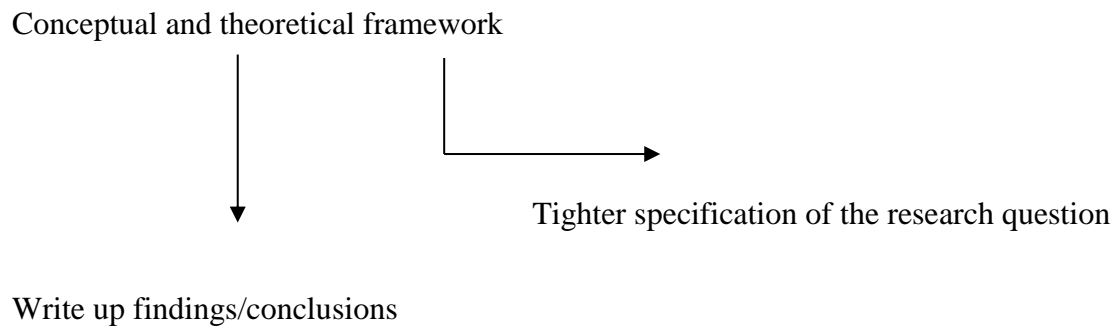 Conceptual and theoretical framework
Tighter specification of the research question
Write up findings/conclusions